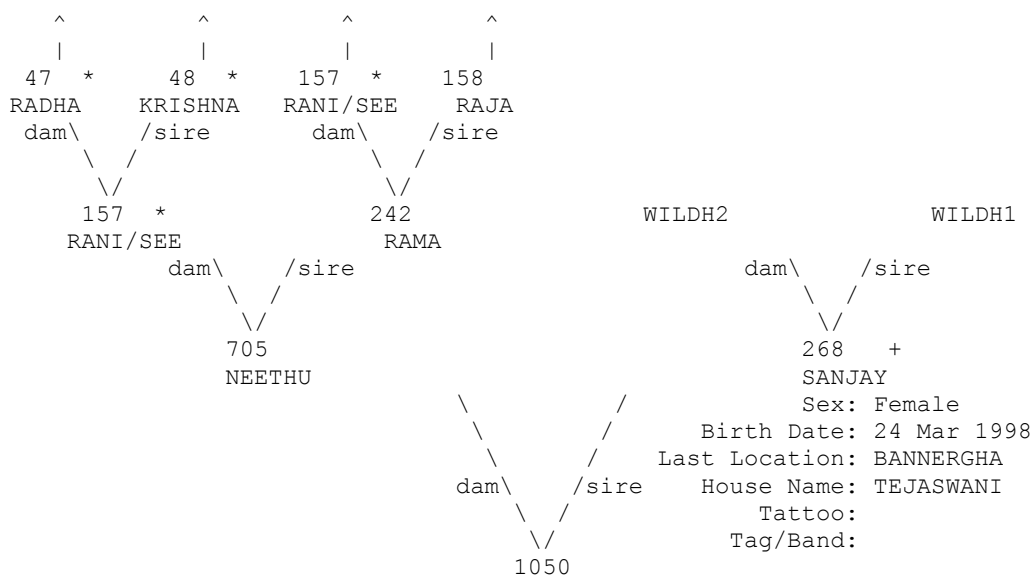 ^ ^ ^ ^
| | | |
47 * 48 * 157 * 158
RADHA KRISHNA RANI/SEE RAJA
dam\ /sire dam\ /sire
\ / \ /
\/ \/
157 * 242 WILDH2 WILDH1
RANI/SEE RAMA
dam\ /sire dam\ /sire
\ / \ /
\/ \/
705 268 +
NEETHU SANJAY
\ / Sex: Female
\ / Birth Date: 24 Mar 1998
\ / Last Location: BANNERGHA
dam\ /sire House Name: TEJASWANI
\ / Tattoo:
\/ Tag/Band:
1050